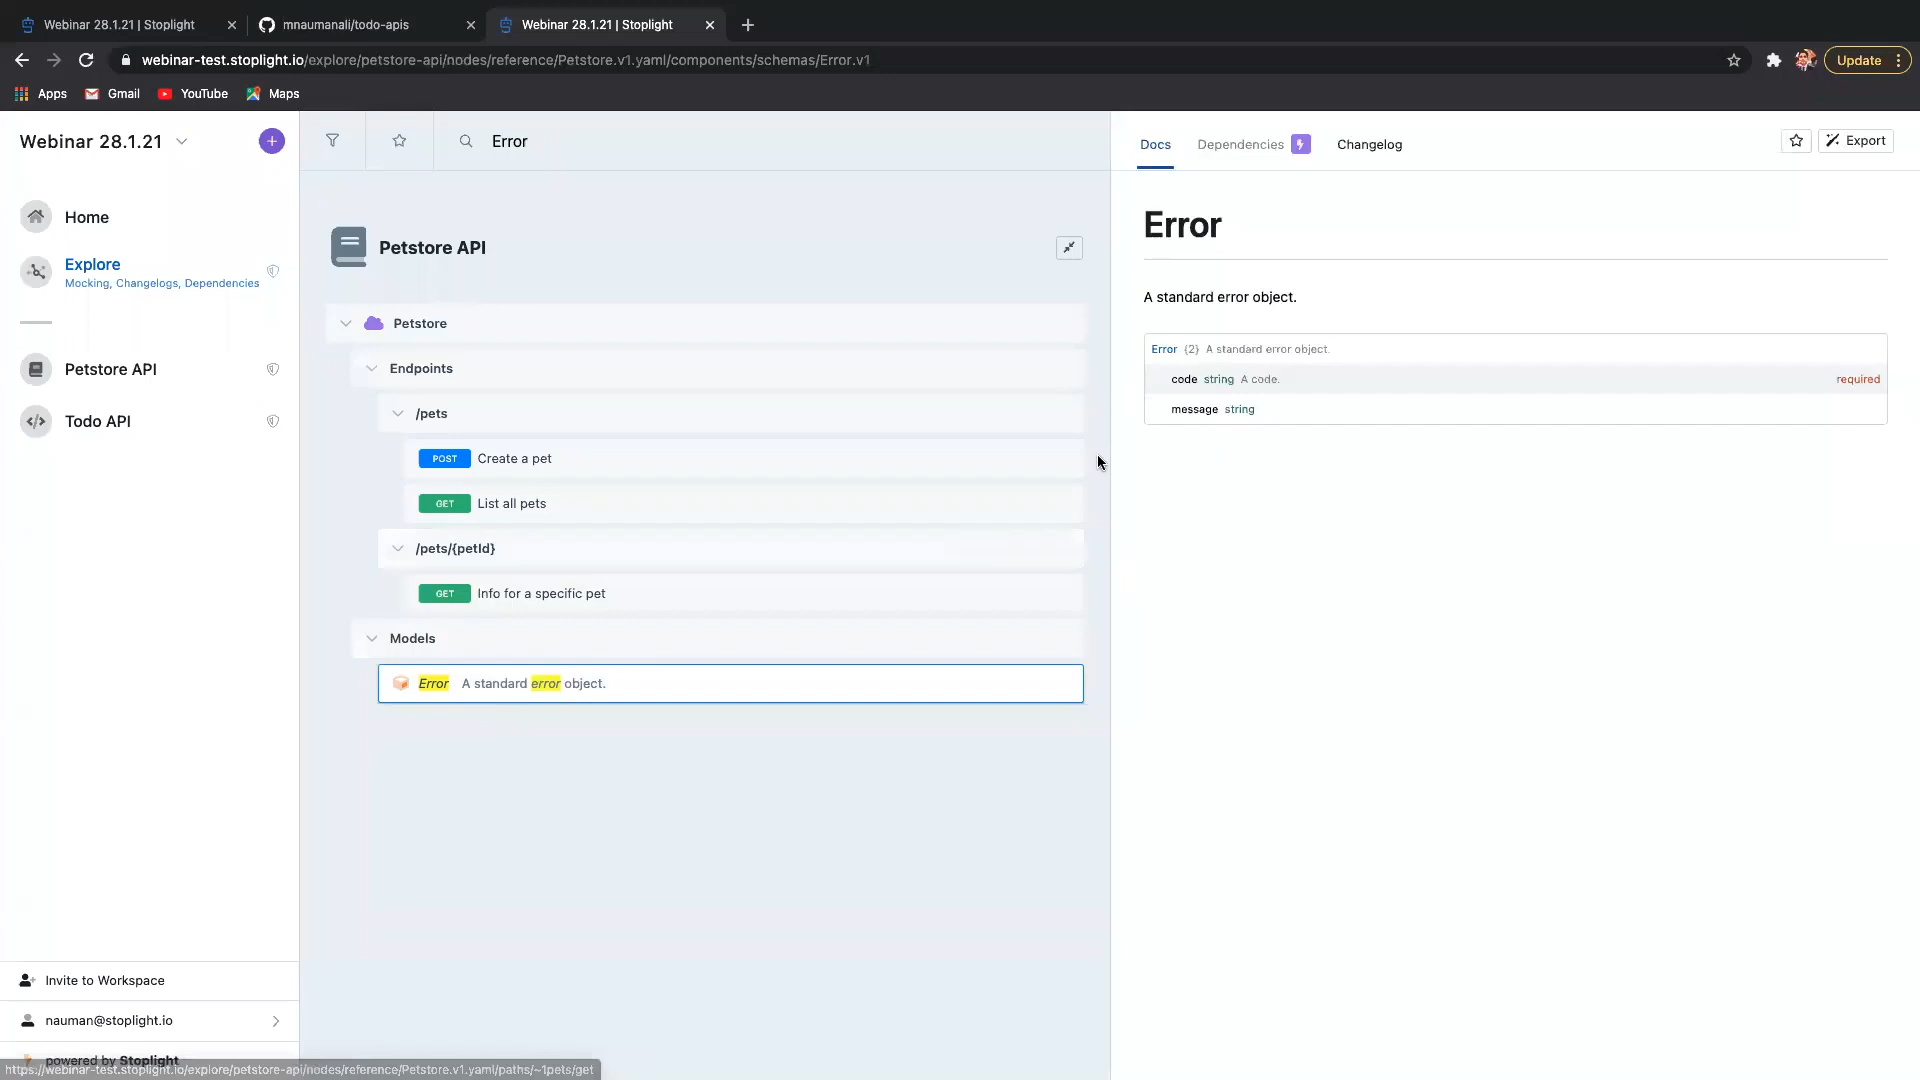 Webinar 28.1.21 | Stoplight
mnaumanali/todo-apis
Webinar 28.1.21 | Stoplight
webinar-test.stoplight.io/explore/petstore-api/nodes/reference/Petstore.v1.yaml/components/schemas/Error.v1
Update
Apps
Gmail
YouTube
Maps
Webinar 28.1.21
Home
Explore
Mocking, Changelogs, Dependencies
Petstore API
Todo API
Invite to Workspace
nauman@stoplight.io
powered by Stoplight
https://webinar-test.stoplight.io/explore/petstore-api/nodes/reference/Petstore.v1.yaml/paths/~1pets/get
Error
Petstore API
Petstore
Endpoints
/pets
POST Create a pet
GET List all pets
/pets/{petId}
GET Info for a specific pet
Models
Error A standard error object.
Docs
Dependencies
Changelog
Export
Error
A standard error object.
Error {2} A standard error object.
code string A code. required
message string